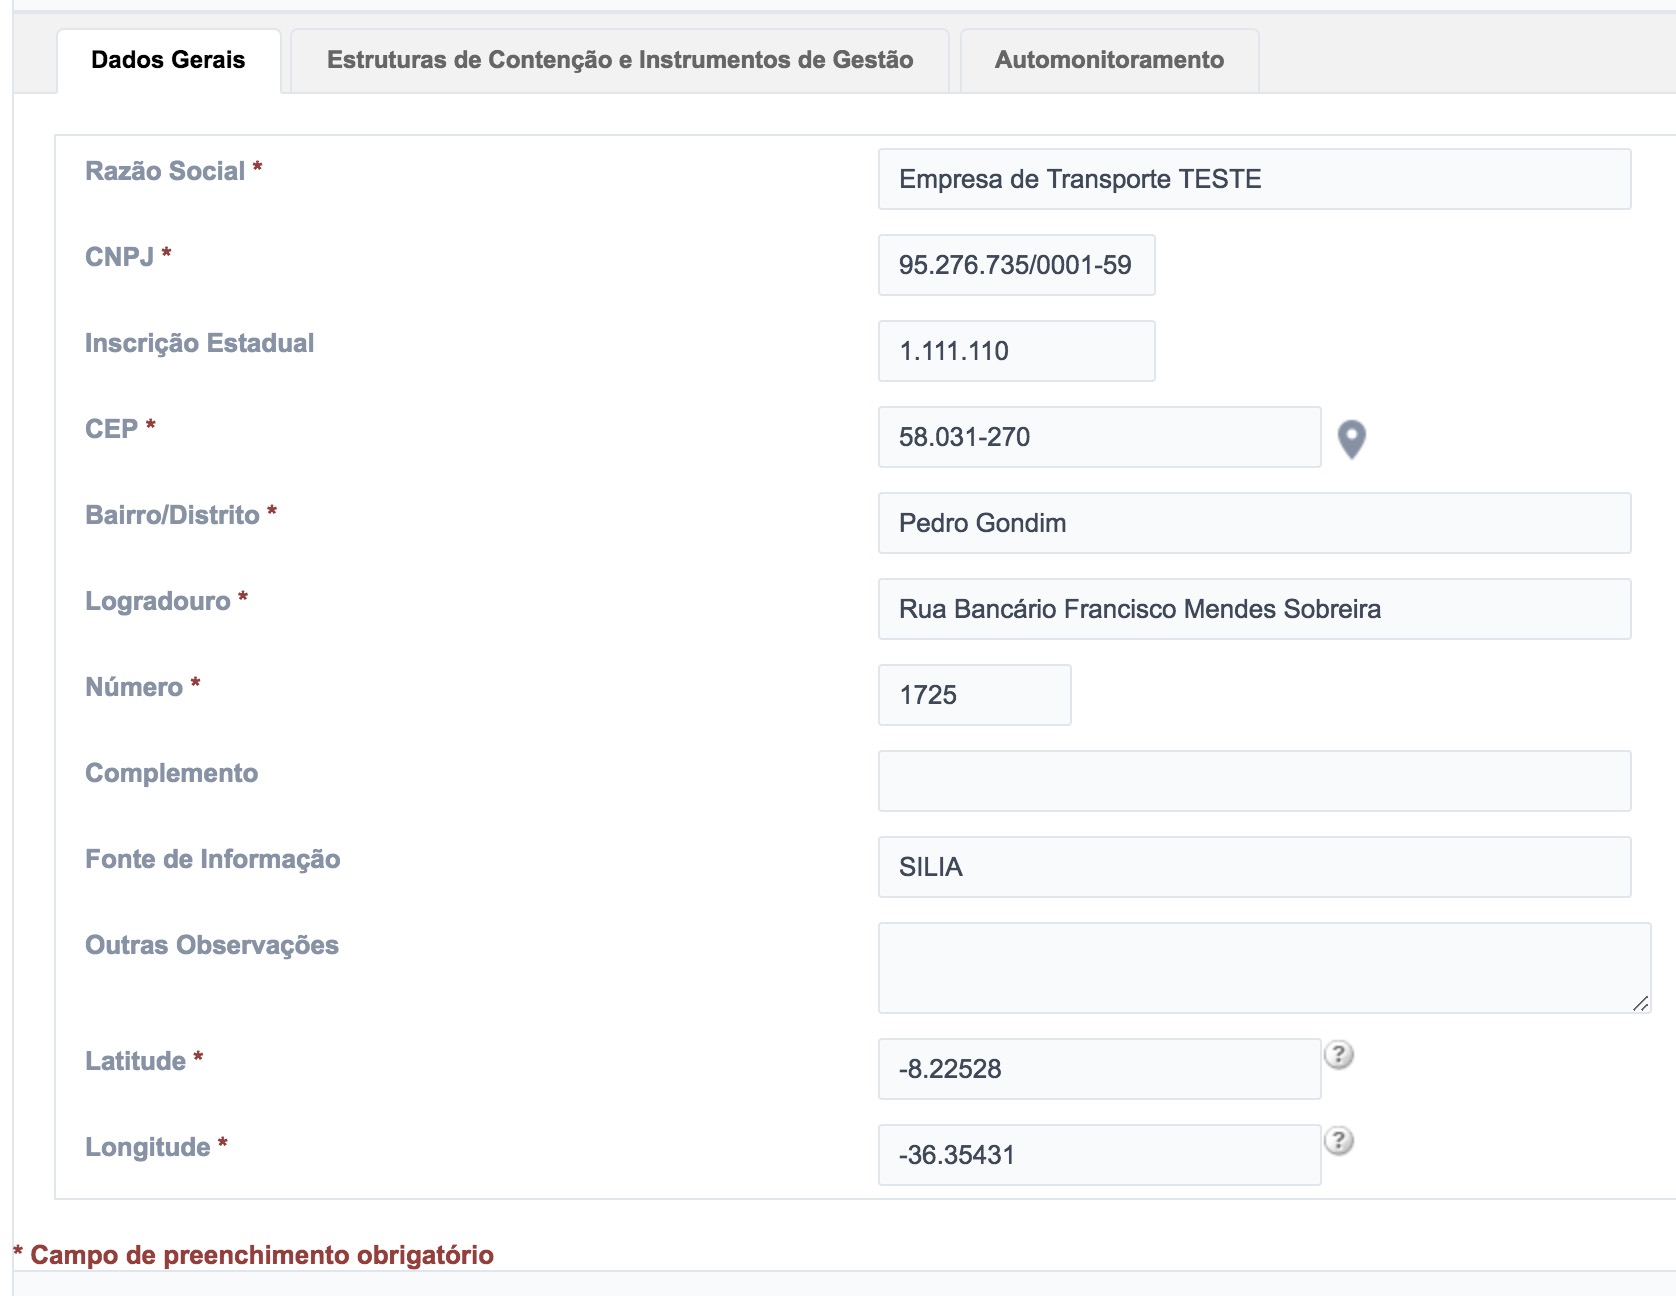 Dados Gerais
Estruturas de Contenção e Instrumentos de Gestão
Automonitoramento
Razão Social *
Empresa de Transporte TESTE
CNPJ *
95.276.735/0001-59
Inscrição Estadual
1.111.110
CEP *
58.031-270
Bairro/Distrito *
Pedro Gondim
Logradouro *
Rua Bancário Francisco Mendes Sobreira
Número *
1725
Complemento
Fonte de Informação
SILIA
Outras Observações
Latitude *
-8.22528
?
Longitude *
-36.35431
?
* Campo de preenchimento obrigatório